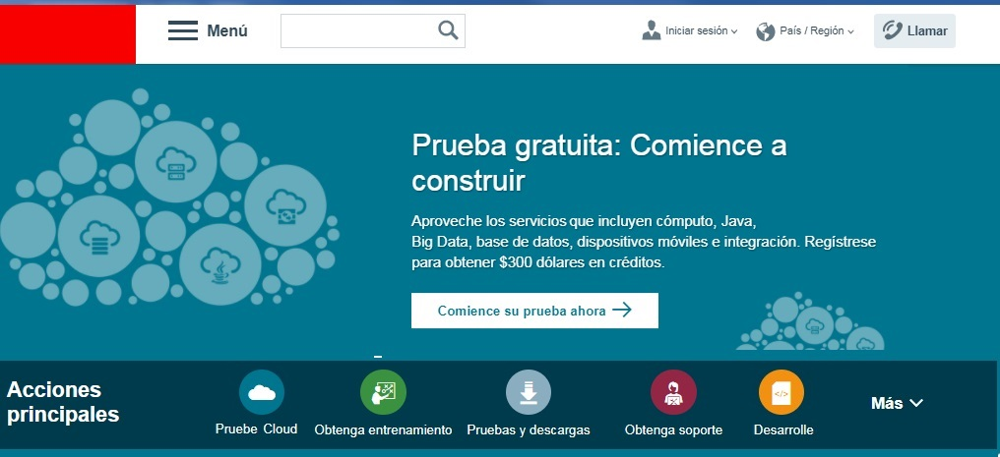 Menú
Iniciar sesión
País / Región
Llamar
Prueba gratuita: Comience a
construir
Aproveche los servicios que incluyen cómputo, Java,
Big Data, base de datos, dispositivos móviles e integración. Regístrese
para obtener $300 dólares en créditos.
Comience su prueba ahora
Acciones
principales
Pruebe Cloud
Obtenga entrenamiento
Pruebas y descargas
Obtenga soporte
</>
Desarrolle
Más